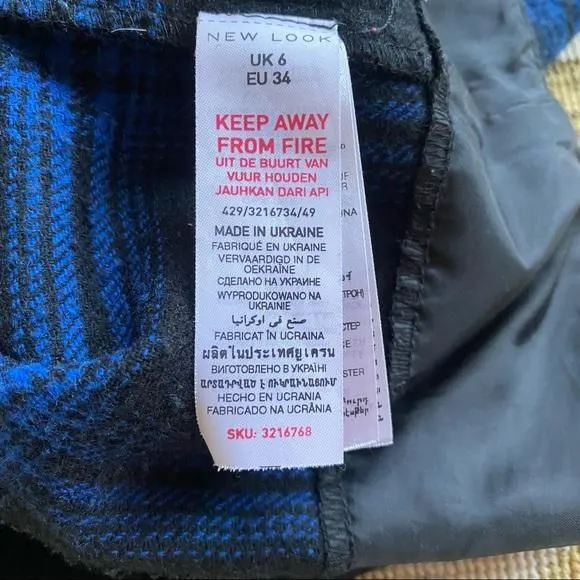 NEW LOOK
UK 6
EU 34
KEEP AWAY
FROM FIRE
UIT DE BUURT VAN
VUUR HOUDEN
JAUHKAN DARI API
429/3216734/49
MADE IN UKRAINE
FABRIQUÉ EN UKRAINE
VERVAARDIGD IN DE
OEKRAÏNE
СДЕЛАНО НА УКРАИНЕ
WYPRODUKOWANO NA
UKRAINIE
صنع في اوكرانيا
FABRICAT ÎN UCRAINA
ผลิตในประเทศยูเครน
ВИГОТОВЛЕНО В УКРАЇНІ
ԱՐՏԱԴՐՎԱԾ Է ՈՒԿՐԱԻՆԱՅՈՒՄ
HECHO EN UCRANIA
FABRICADO NA UCRÂNIA
SKU: 3216768